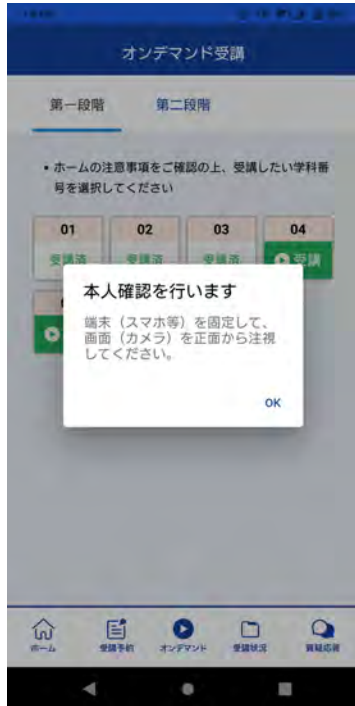 オンデマンド受講
第一段階
第二段階
• ホームの注意事項をご確認の上、受講したい学科番
号を選択してください
01
02
03
04
受講済
受講済
受講済
受講
本人確認を行います
端末（スマホ等）を固定して、
画面（カメラ）を正面から注視
してください。
OK
ホーム
受講予約
オンデマンド
受講状況
質疑応答